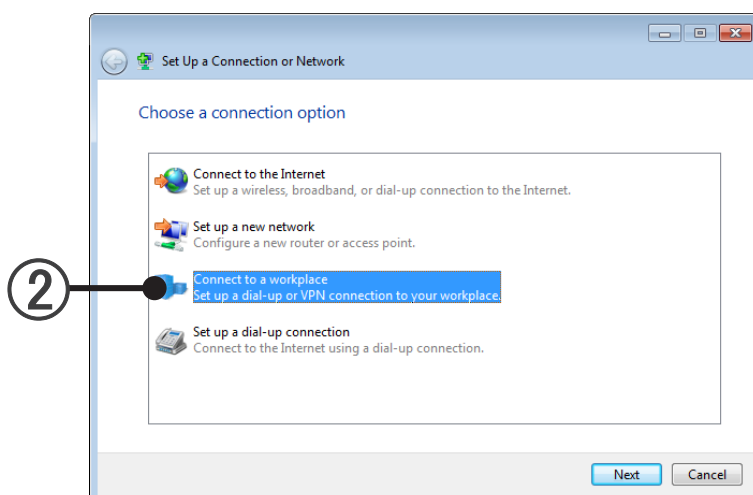 Set Up a Connection or Network
Choose a connection option
Connect to the Internet
Set up a wireless, broadband, or dial-up connection to the Internet.
Set up a new network
Configure a new router or access point.
2
Connect to a workplace
Set up a dial-up or VPN connection to your workplace.
Set up a dial-up connection
Connect to the Internet using a dial-up connection.
Next Cancel